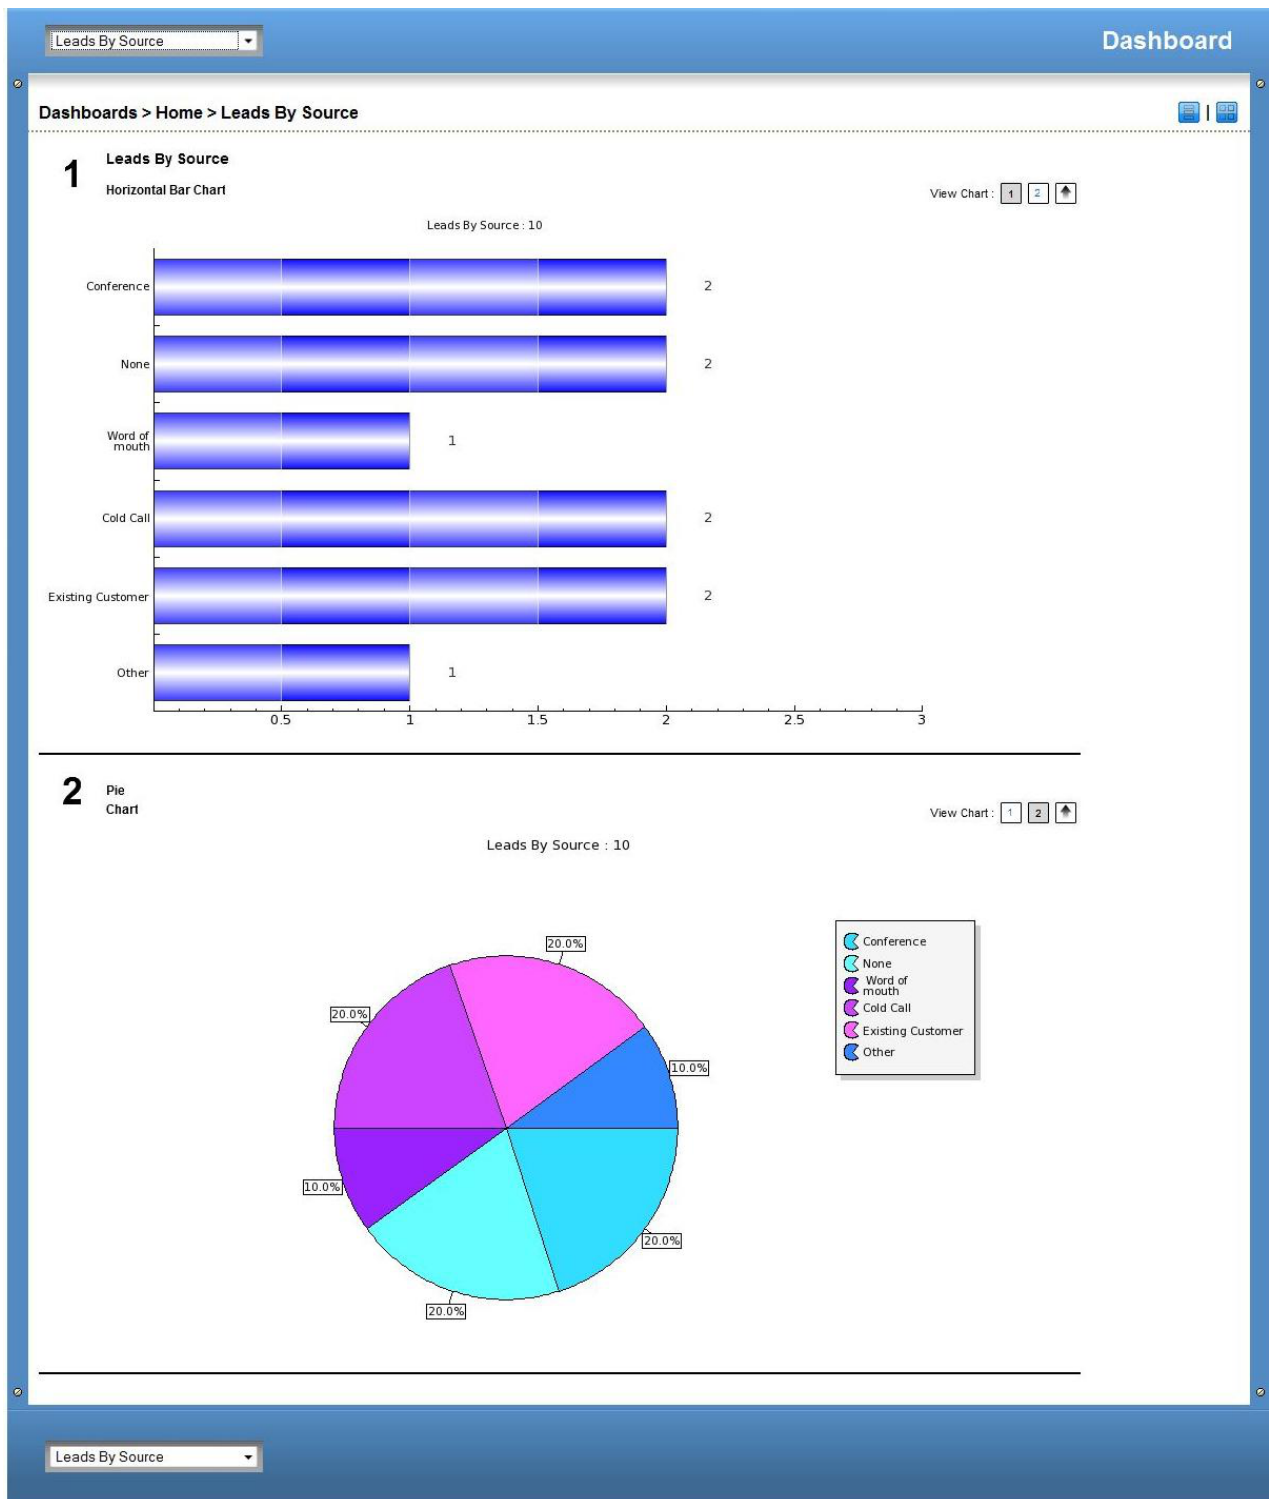 Leads By Source
Dashboard
Dashboards > Home > Leads By Source
|
1
Leads By Source
Horizontal Bar Chart
View Chart : 1 2
Leads By Source : 10
Conference
2
None
2
Word of
mouth
1
Cold Call
2
Existing Customer
2
Other
1
0.5 1 1.5 2 2.5 3
2
Pie
Chart
View Chart : 1 2
Leads By Source : 10
20.0%
20.0%
10.0%
10.0%
20.0%
20.0%
Conference
None
Word of
mouth
Cold Call
Existing Customer
Other
Leads By Source